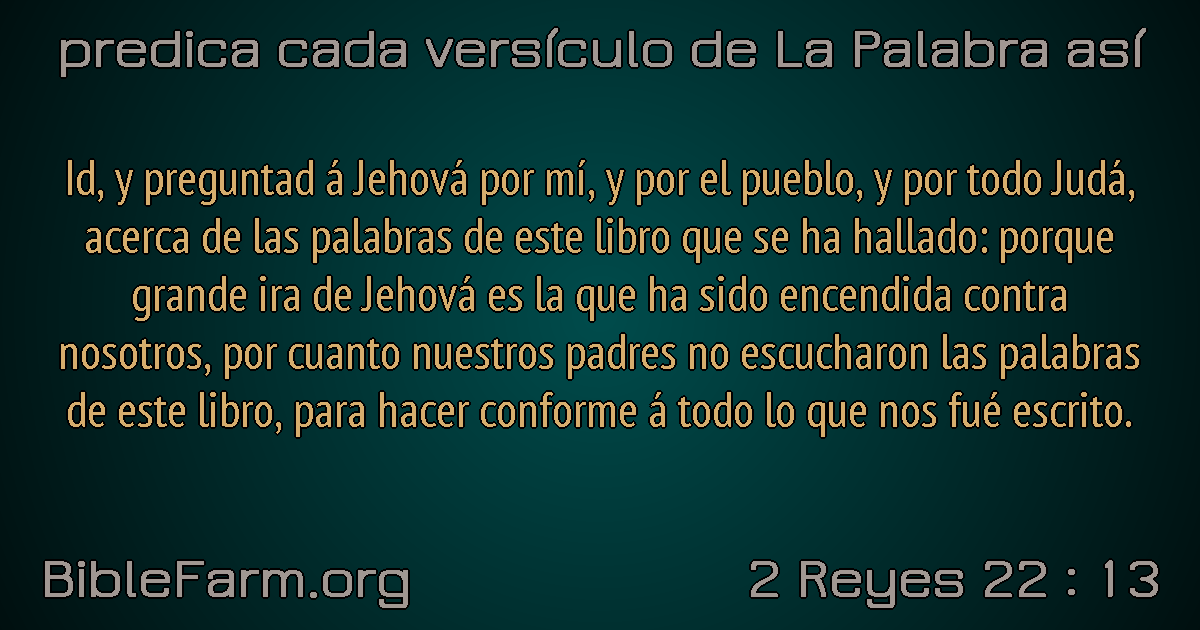 predica cada versículo de La Palabra así
Id, y preguntad á Jehová por mí, y por el pueblo, y por todo Judá,
acerca de las palabras de este libro que se ha hallado: porque
grande ira de Jehová es la que ha sido encendida contra
nosotros, por cuanto nuestros padres no escucharon las palabras
de este libro, para hacer conforme á todo lo que nos fué escrito.
BibleFarm.org
2 Reyes 22 : 13